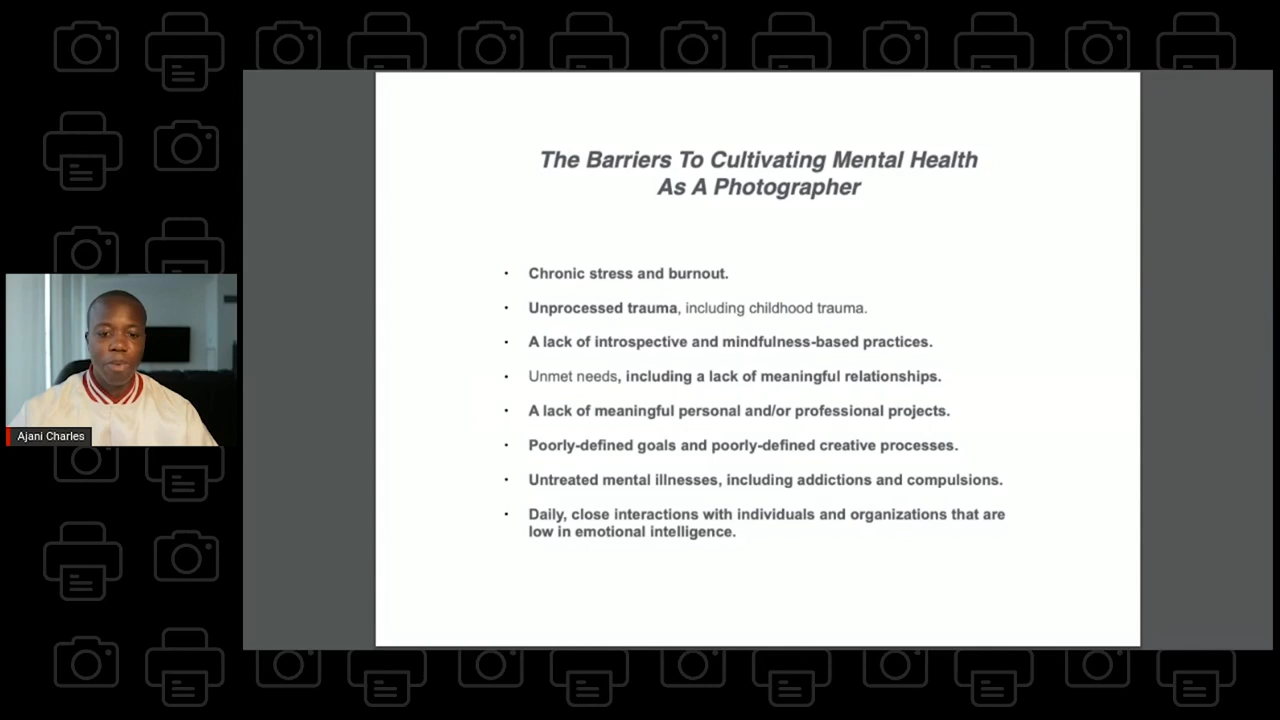 The Barriers To Cultivating Mental Health
As A Photographer
· Chronic stress and burnout.
· Unprocessed trauma, including childhood trauma.
· A lack of introspective and mindfulness-based practices.
· Unmet needs, including a lack of meaningful relationships.
· A lack of meaningful personal and/or professional projects.
· Poorly-defined goals and poorly-defined creative processes.
· Untreated mental illnesses, including addictions and compulsions.
· Daily, close interactions with individuals and organizations that are
low in emotional intelligence.
Ajani Charles